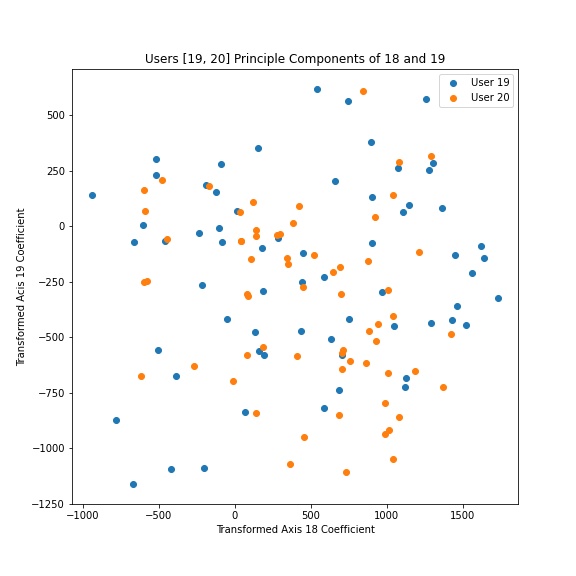 Users [19, 20] Principle Components of 18 and 19
User 19
User 20
Transformed Acis 19 Coefficient
500
250
0
−250
−500
−750
−1000
−1250
−1000
−500
0
500
1000
1500
Transformed Axis 18 Coefficient